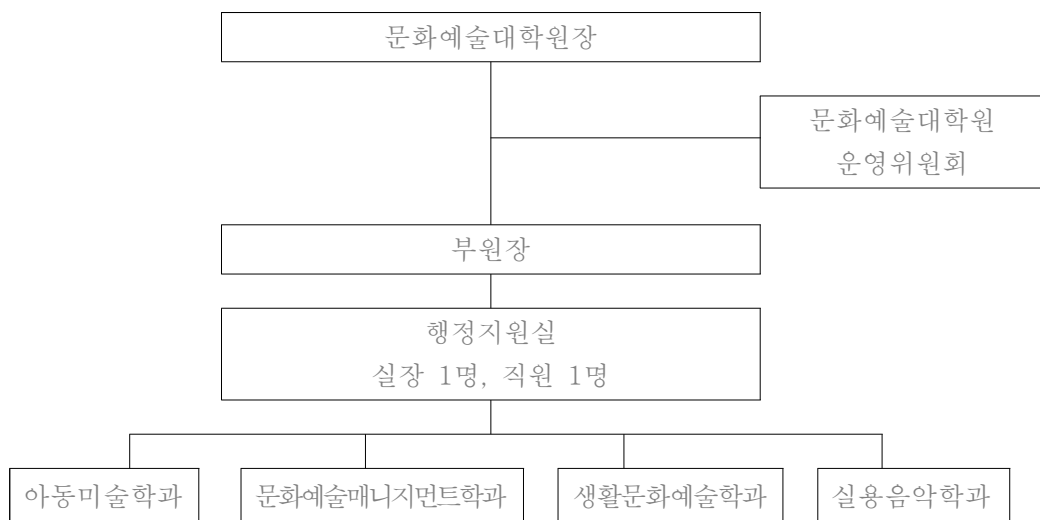 문화예술대학원장
문화예술대학원
운영위원회
부원장
행정지원실
실장 1명, 직원 1명
아동미술학과
문화예술매니지먼트학과
생활문화예술학과
실용음악학과